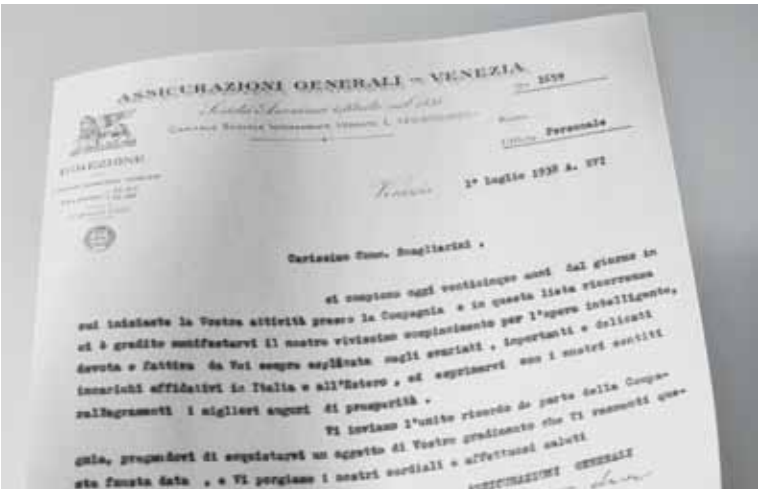 ASSICURAZIONI GENERALI VENEZIA
Società Anonima istituita nel 1831
Ufficio Personale
DIREZIONE
Venezia 1° luglio 1938 A. XVI
Carissimo Comm. Scagliarini .
si compiono oggi venticinque anni dal giorno in
cui iniziaste la Vostra attività presso la Compagnia e in questa lieta ricorrenza
ci è gradito manifestarvi il nostro vivissimo compiacimento per l'opera intelligente,
devota e fattiva da Voi sempre esplicata negli svariati , importanti e delicati
incarichi affidativi in Italia e all'Estero , ed esprimervi con i nostri sentiti
rallegramenti i migliori auguri di prosperità .
Vi inviamo l'unito ricordo da parte della Compa-
gnia, pregandovi di acquistarvi un oggetto di Vostro gradimento che Vi rammenti que-
sta fausta data , e Vi porgiamo i nostri cordiali e affettuosi saluti
ASSICURAZIONI GENERALI